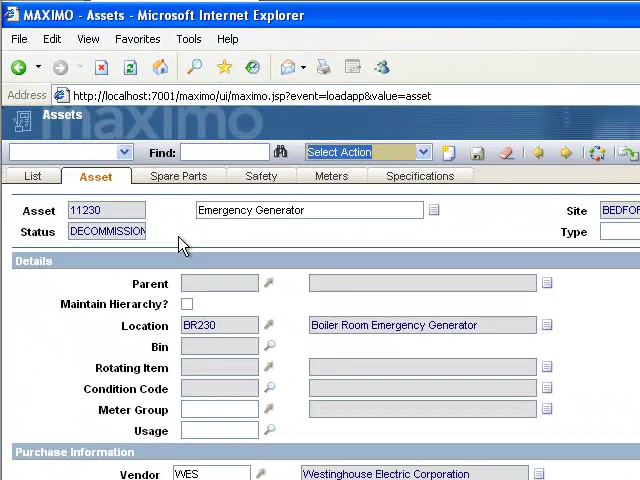 MAXIMO - Assets - Microsoft Internet Explorer
File Edit View Favorites Tools Help
Address http://localhost:7001/maximo/ui/maximo.jsp?event=loadapp&value=asset
maximo
Assets
Find: Select Action
List Asset Spare Parts Safety Meters Specifications
Asset 11230 Emergency Generator Site BEDFOR
Status DECOMMISSION Type
Details
Parent
Maintain Hierarchy?
Location BR230 Boiler Room Emergency Generator
Bin
Rotating Item
Condition Code
Meter Group
Usage
Purchase Information
Vendor WES Westinghouse Electric Corporation